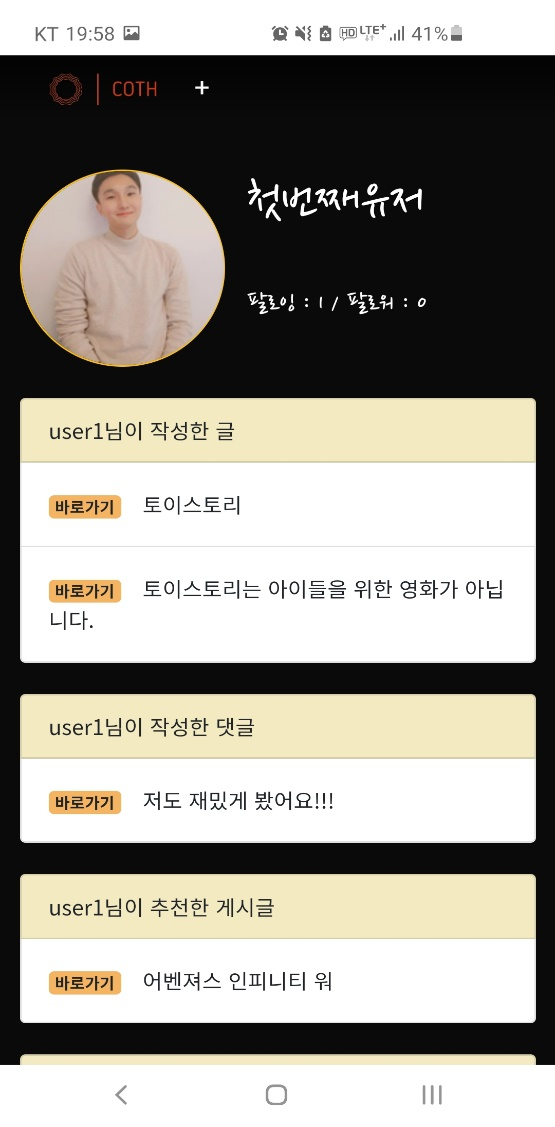 KT 19:58 HD LTE+ 41%
COTH +
첫번째유저
팔로잉 : 1 / 팔로워 : 0
user1님이 작성한 글
바로가기 토이스토리
바로가기 토이스토리는 아이들을 위한 영화가 아닙
니다.
user1님이 작성한 댓글
바로가기 저도 재밌게 봤어요!!!
user1님이 추천한 게시글
바로가기 어벤져스 인피니티 워